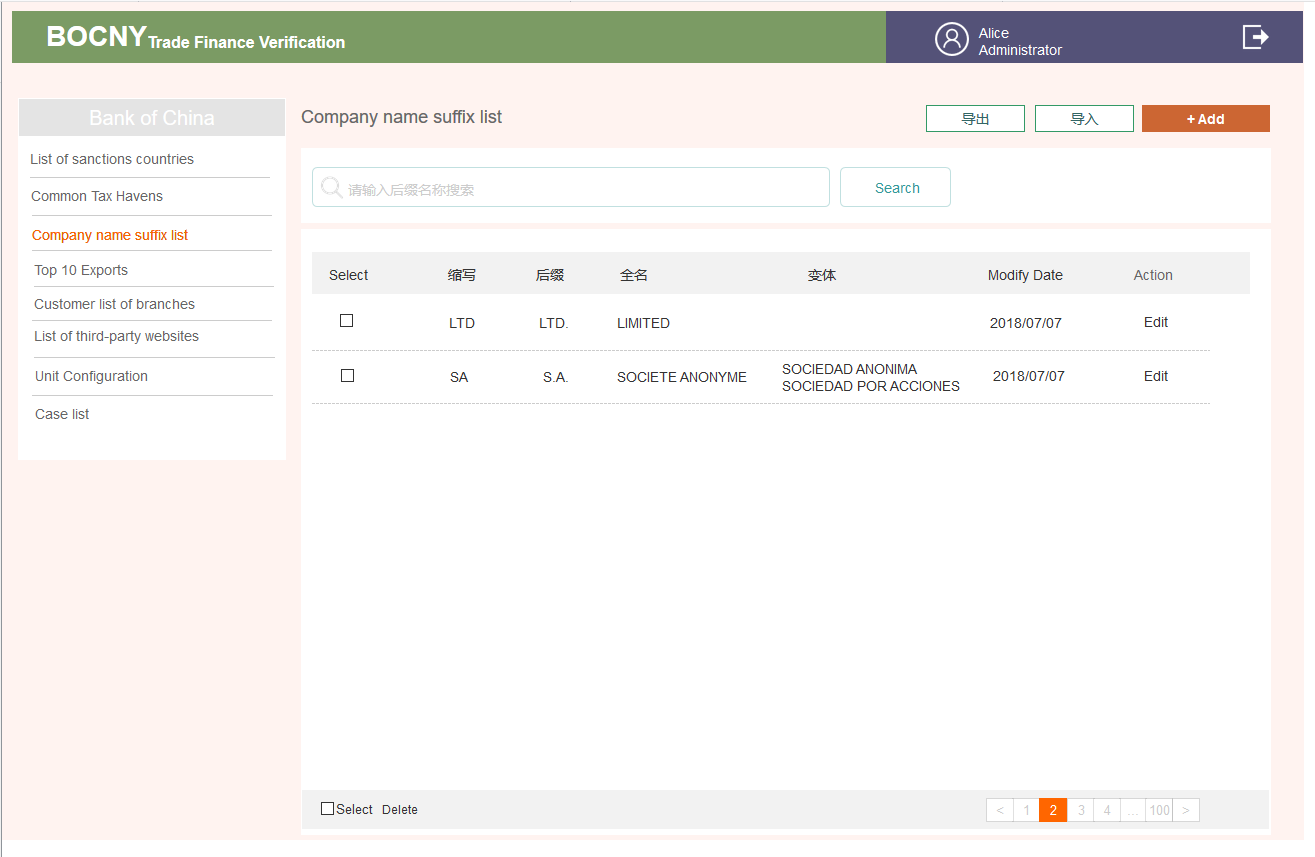 BOCNY Trade Finance Verification
Alice
Administrator
Bank of China
List of sanctions countries
Common Tax Havens
Company name suffix list
Top 10 Exports
Customer list of branches
List of third-party websites
Unit Configuration
Case list
Company name suffix list
导出 导入 + Add
请输入后缀名称搜索 Search
Select 缩写 后缀 全名 变体 Modify Date Action
LTD LTD. LIMITED 2018/07/07 Edit
SA S.A. SOCIETE ANONYME SOCIEDAD ANONIMA 2018/07/07 Edit
SOCIEDAD POR ACCIONES
Select Delete < 1 2 3 4 ... 100 >